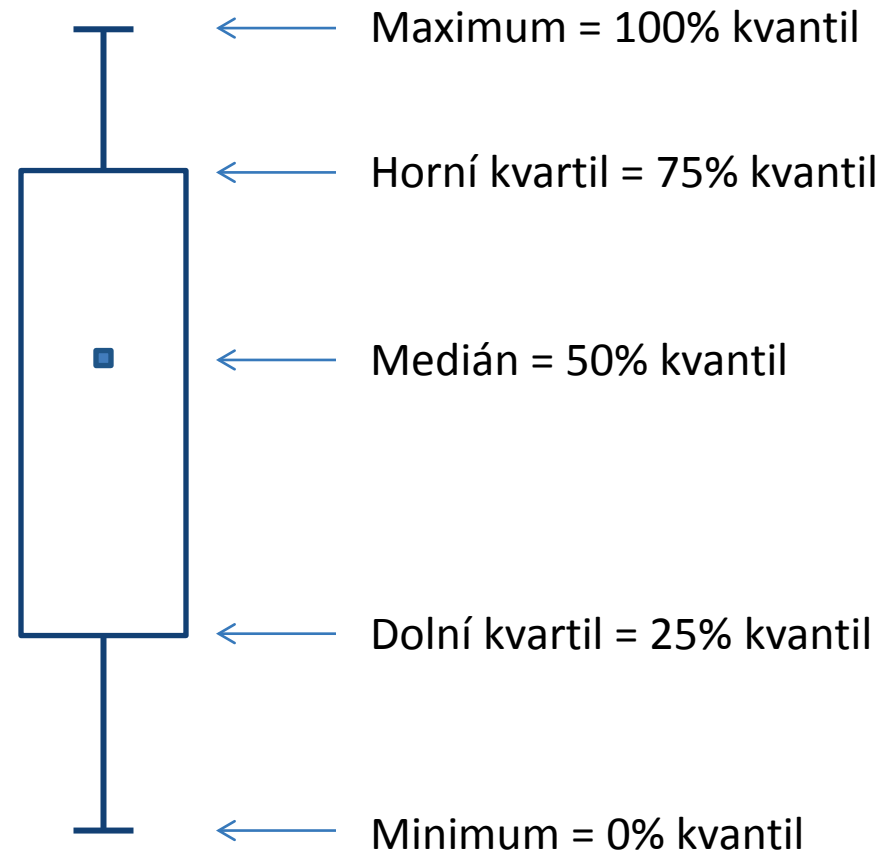 Maximum = 100% kvantil
Horní kvartil = 75% kvantil
Medián = 50% kvantil
Dolní kvartil = 25% kvantil
Minimum = 0% kvantil